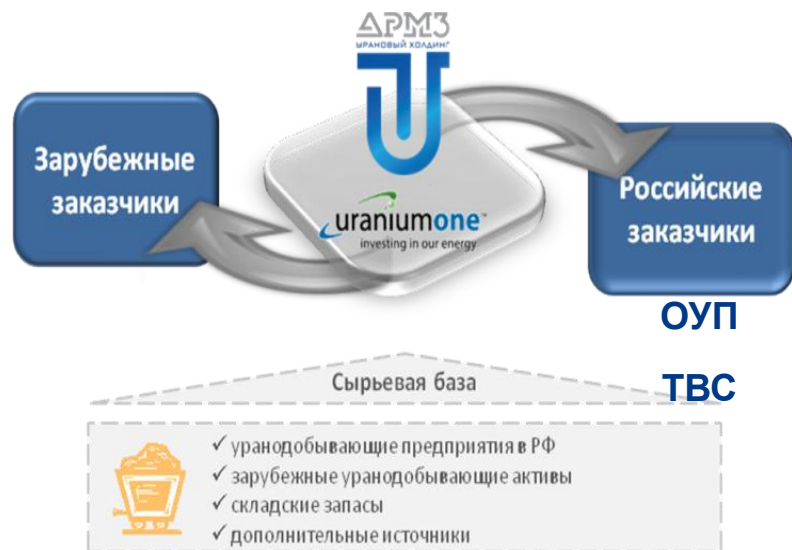 АРМЗ
УРАНОВЫЙ ХОЛДИНГ
Зарубежные
заказчики
uraniumone™
investing in our energy
Российские
заказчики
ОУП
ТВС
Сырьевая база
✓ уранодобывающие предприятия в РФ
✓ зарубежные уранодобывающие активы
✓ складские запасы
✓ дополнительные источники